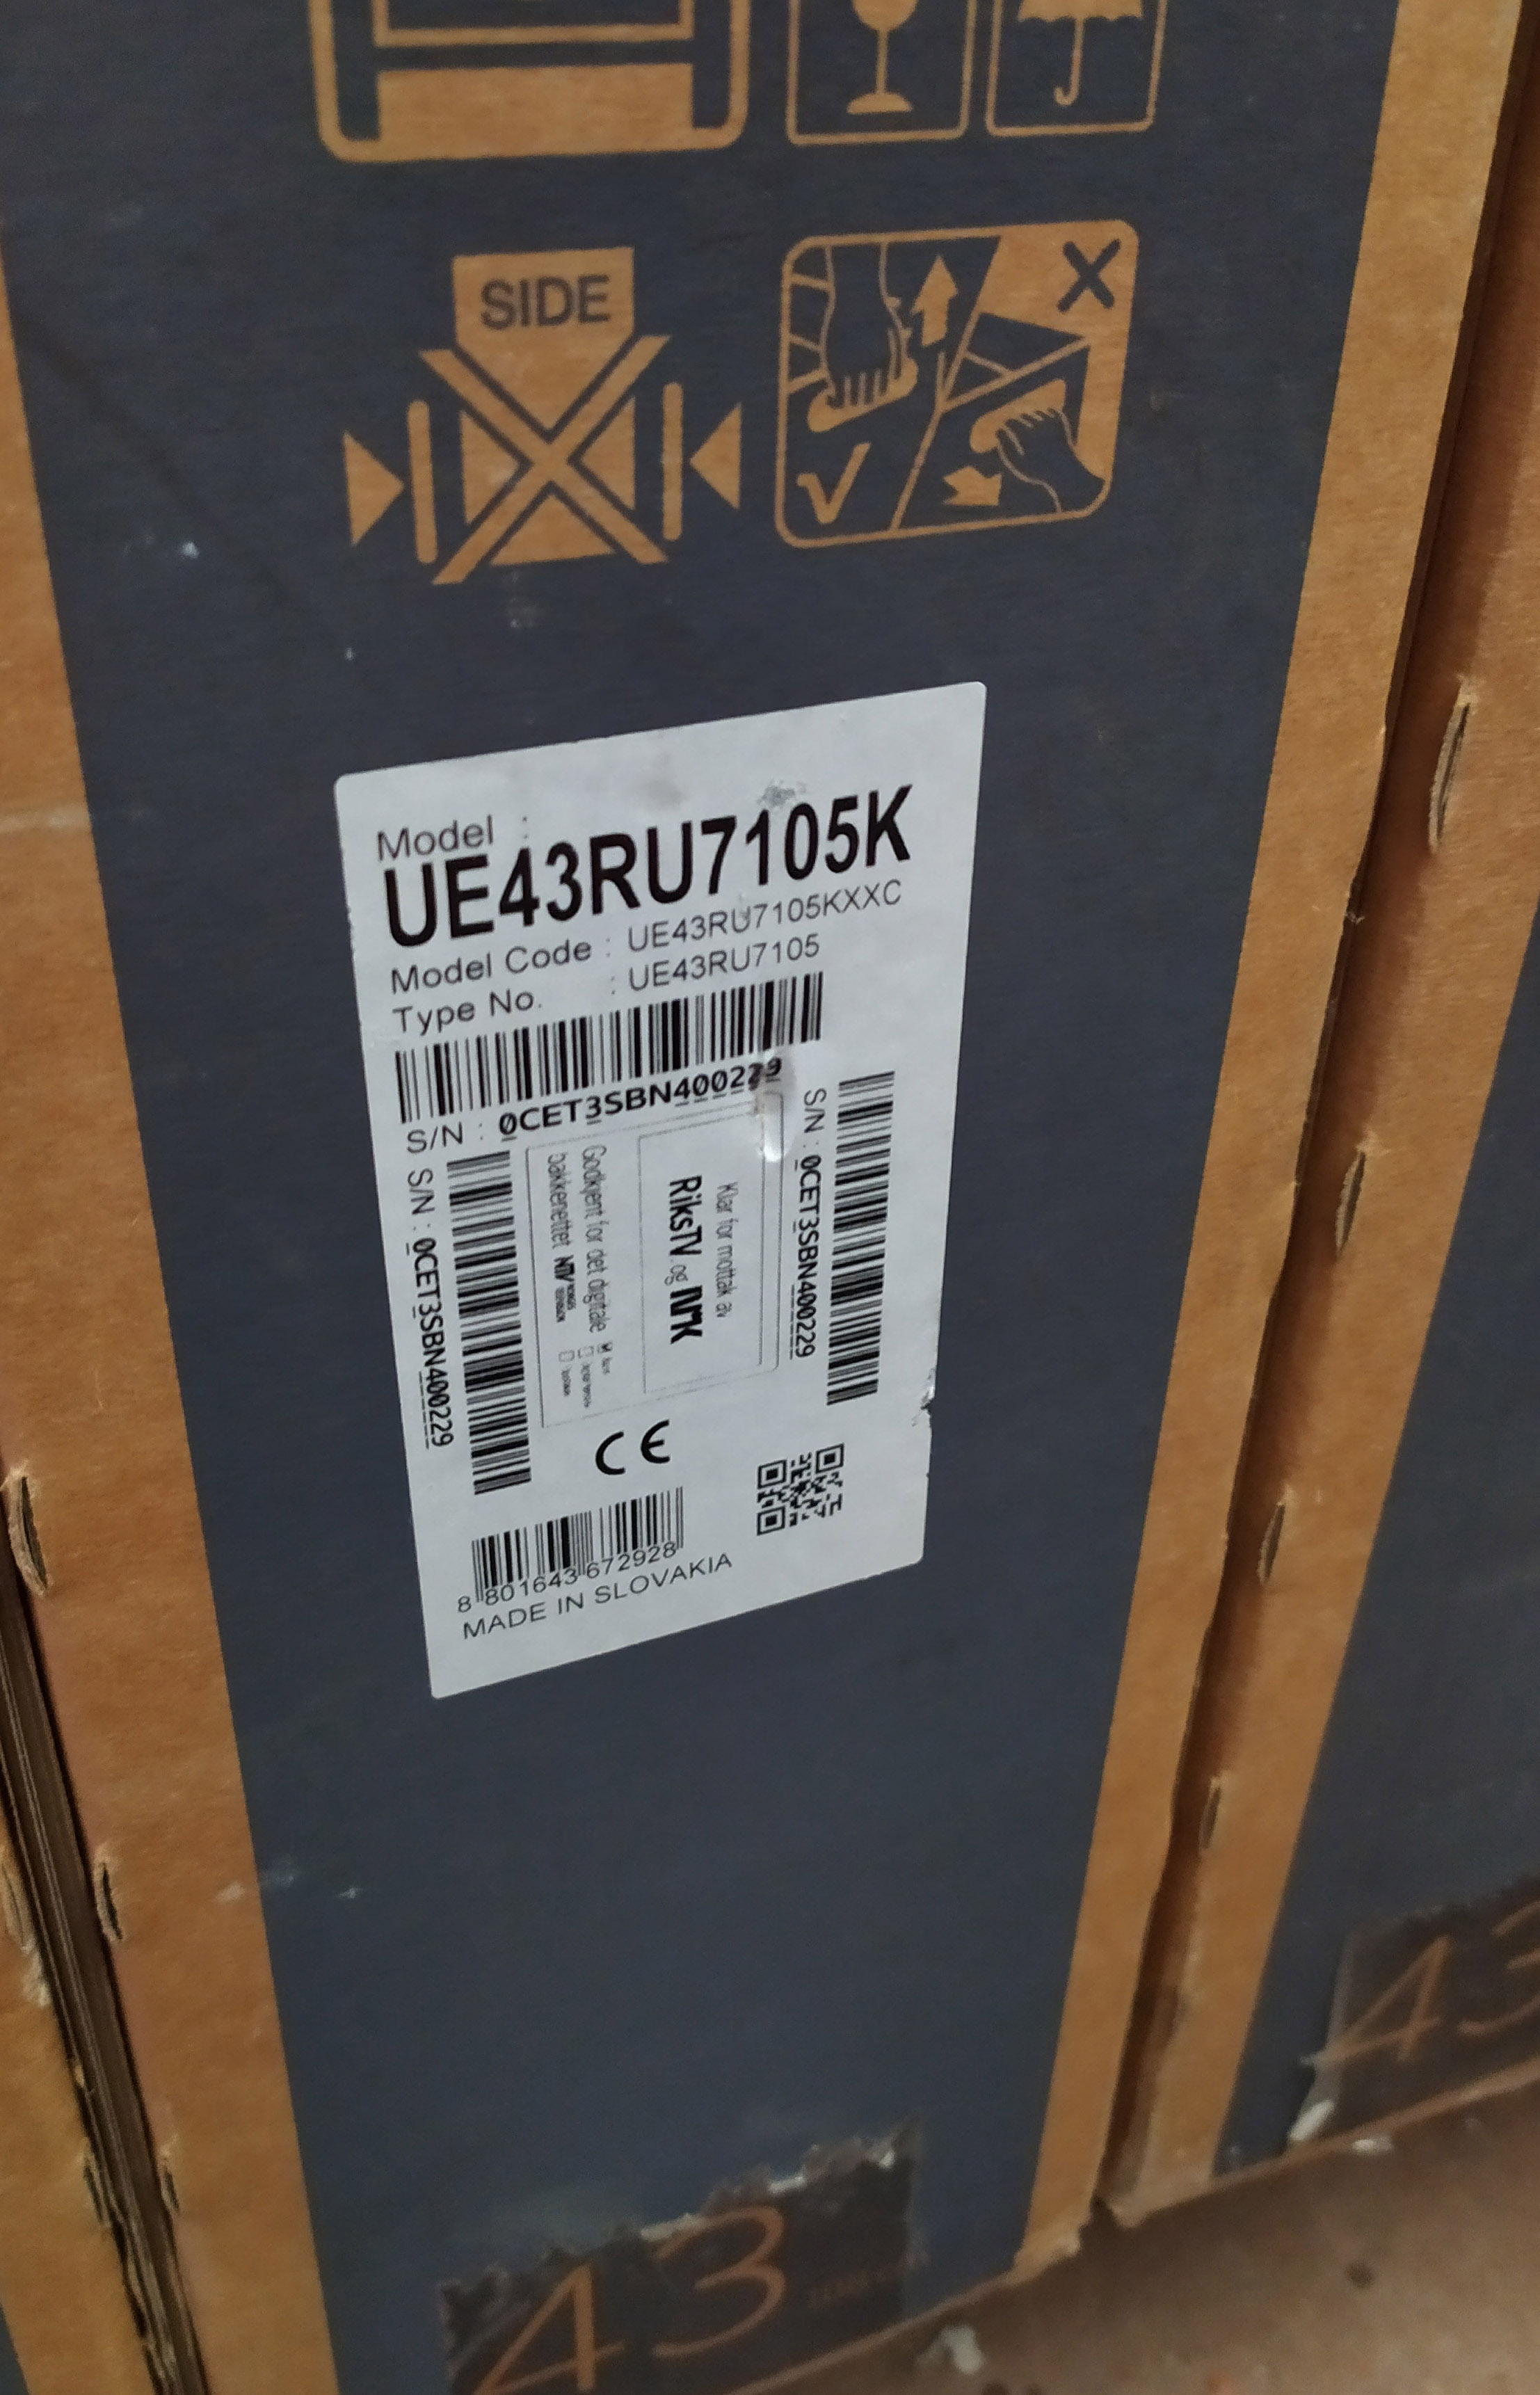 SIDE
Model :
UE43RU7105K
Model Code : UE43RU7105KXXC
Type No. : UE43RU7105
S/N : 0CET3SBN400229
S/N : 0CET3SBN400229
S/N : 0CET3SBN400229
Klar for mottak av
RiksTV og NRK
Godkjent for det digitale
bakkenettet NTV
CE
8 801643 672928
MADE IN SLOVAKIA
43
43